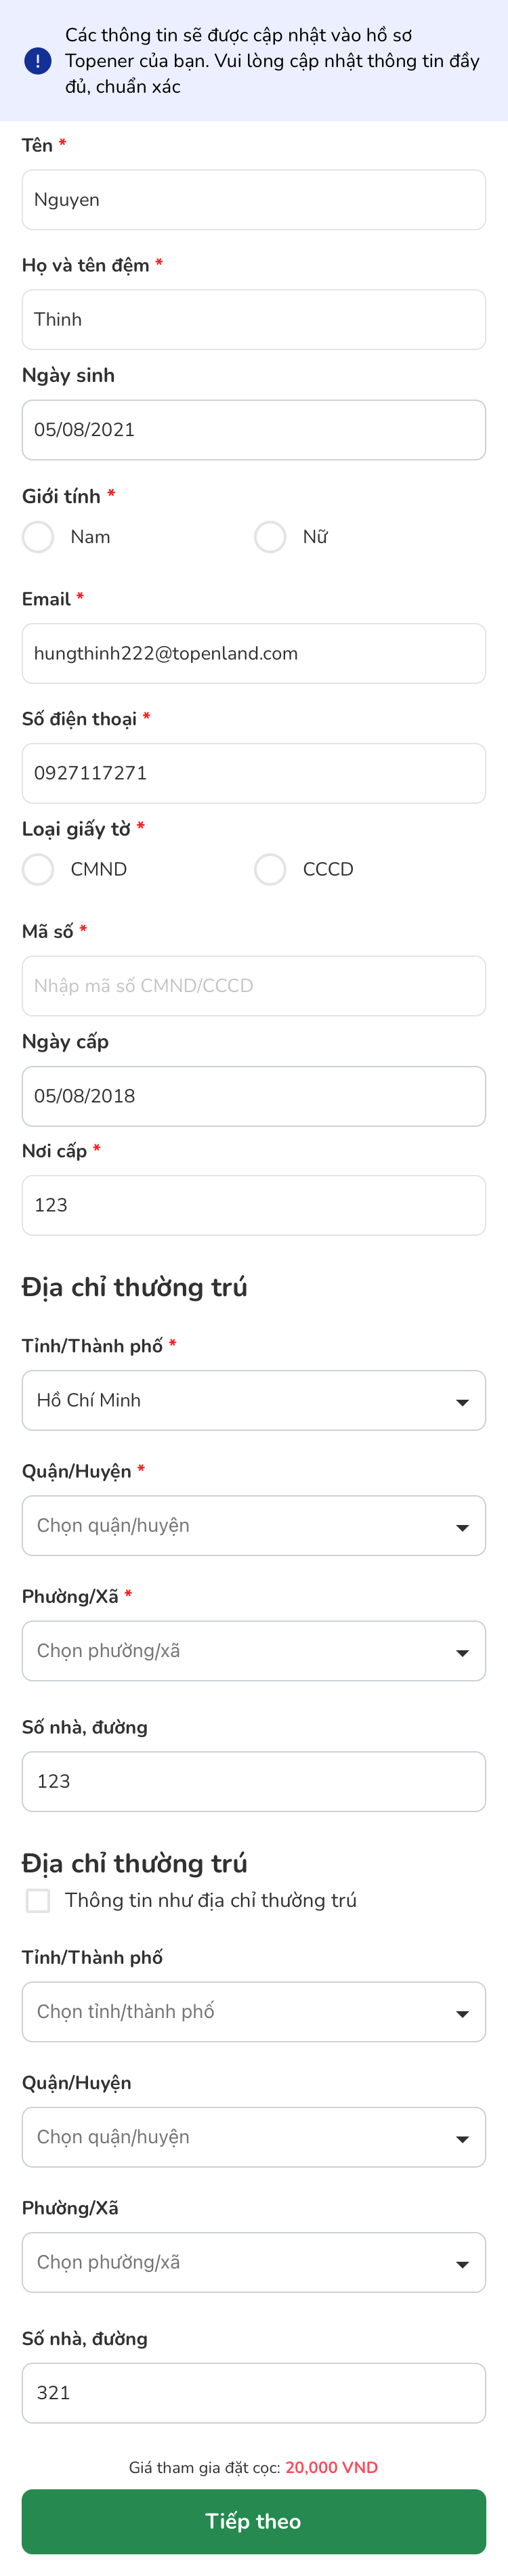 Các thông tin sẽ được cập nhật vào hồ sơ
Topener của bạn. Vui lòng cập nhật thông tin đầy
đủ, chuẩn xác
Tên *
Nguyen
Họ và tên đệm *
Thinh
Ngày sinh
05/08/2021
Giới tính *
Nam Nữ
Email *
hungthinh222@topenland.com
Số điện thoại *
0927117271
Loại giấy tờ *
CMND CCCD
Mã số *
Nhập mã số CMND/CCCD
Ngày cấp
05/08/2018
Nơi cấp *
123
Địa chỉ thường trú
Tỉnh/Thành phố *
Hồ Chí Minh
Quận/Huyện *
Chọn quận/huyện
Phường/Xã *
Chọn phường/xã
Số nhà, đường
123
Địa chỉ thường trú
Thông tin như địa chỉ thường trú
Tỉnh/Thành phố
Chọn tỉnh/thành phố
Quận/Huyện
Chọn quận/huyện
Phường/Xã
Chọn phường/xã
Số nhà, đường
321
Giá tham gia đặt cọc: 20,000 VND
Tiếp theo